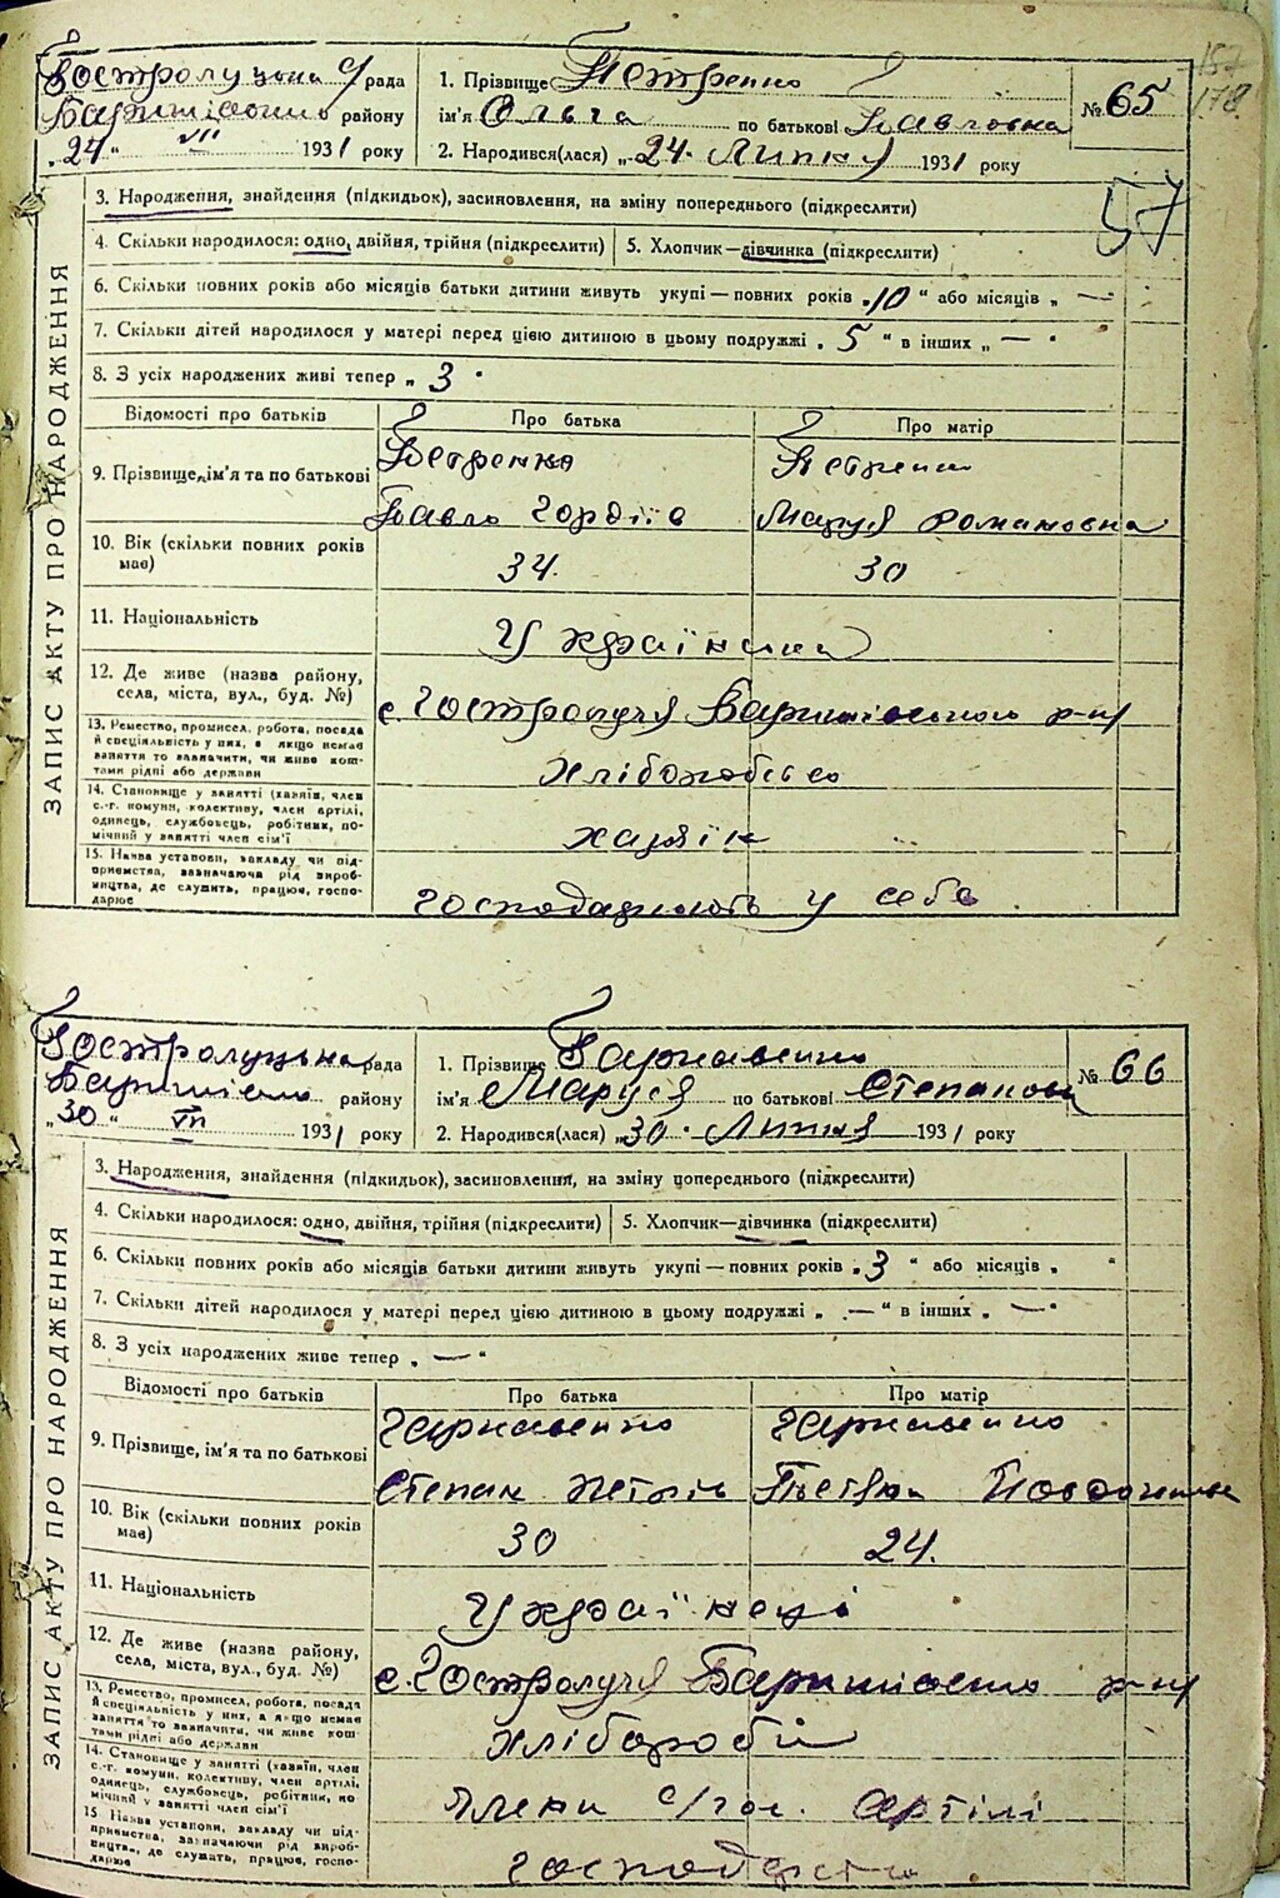 Гостролуцька с/рада
Баришівсько району
„24“ VII 1931 року
1. Прізвище Петренко
ім'я Ольга по батькові Павловна
2. Народився(лася) „24“ Липня 1931 року
№ 65
157
178
57
ЗАПИС АКТУ ПРО НАРОДЖЕННЯ
3. Народження, знайдення (підкидьок), засиновлення, на зміну попереднього (підкреслити)
4. Скільки народилося: одно, двійня, трійня (підкреслити) 5. Хлопчик—дівчинка (підкреслити)
6. Скільки повних років або місяців батьки дитини живуть укупі — повних років „10“ або місяців „—“
7. Скільки дітей народилося у матері перед цією дитиною в цьому подружжі „5“ в інших „—“
8. З усіх народжених живі тепер „3“
Відомості про батьків Про батька Про матір
9. Прізвище, ім'я та по батькові Петренко Петренко
Павло Гордіїв Маруся Романовна
10. Вік (скільки повних років має) 34. 30
11. Національність
12. Де живе (назва району, села, міста, вул., буд. №) с. Гостролуччя р-ну
13. Ремество, промисел, робота, посада й спеціяльність у них, а якщо немає заняття то зазначити, чи живе коштами рідні або держави
хліборобство
14. Становище у занятті (хазяїн, член с.-г. комуни, колективу, член артілі, одинець, службовець, робітник, помічний у занятті член сім'ї
хазяїн
15. Назва установи, закладу чи підприємства, зазначаючи рід виробництва, де служить, працює, господарює
господарюють у себе
Гостролуцька рада
Баришівсько району
„30“ VII 1931 року
1. Прізвище Гаркавенко
ім'я Маруся по батькові Степанов
2. Народився(лася) „30“ Липня 1931 року
№ 66
ЗАПИС АКТУ ПРО НАРОДЖЕННЯ
3. Народження, знайдення (підкидьок), засиновлення, на зміну попереднього (підкреслити)
4. Скільки народилося: одно, двійня, трійня (підкреслити) 5. Хлопчик—дівчинка (підкреслити)
6. Скільки повних років або місяців батьки дитини живуть укупі — повних років „3“ або місяців „ “
7. Скільки дітей народилося у матері перед цією дитиною в цьому подружжі „—“ в інших „—“
8. З усіх народжених живе тепер „—“
Відомості про батьків Про батька Про матір
9. Прізвище, ім'я та по батькові Гаркавенко Гаркавенко
Степан Петрів
10. Вік (скільки повних років має) 30 24.
11. Національність Українці
12. Де живе (назва району, села, міста, вул., буд. №) с. Гостролуччя Баришівсько р-ну
13. Ремество, промисел, робота, посада й спеціяльність у них, а якщо немає заняття то зазначити, чи живе коштами рідні або держави
хлібороби
14. Становище у занятті (хазяїн, член с.-г. комуни, колективу, член артілі, одинець, службовець, робітник, помічний у занятті член сім'ї
Члени с/гос. артілі
15 Назва установи, закладу чи підприємства, зазначаючи рід виробництва, де служить, працює, господарює